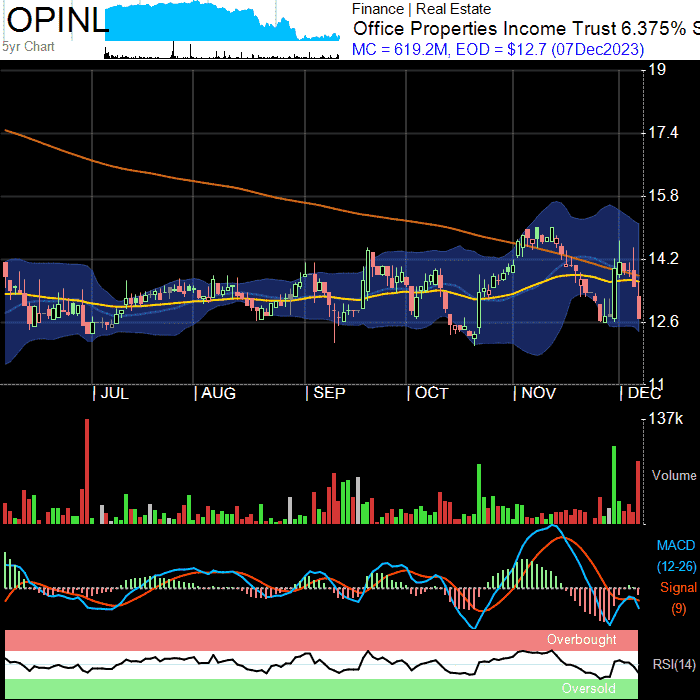 OPINL
5yr Chart
Finance | Real Estate
Office Properties Income Trust 6.375% S
MC = 619.2M, EOD = $12.7 (07Dec2023)
19
17.4
15.8
14.2
12.6
11
JUL AUG SEP OCT NOV DEC
137k
Volume
MACD
(12-26)
Signal
(9)
Overbought
RSI(14)
Oversold